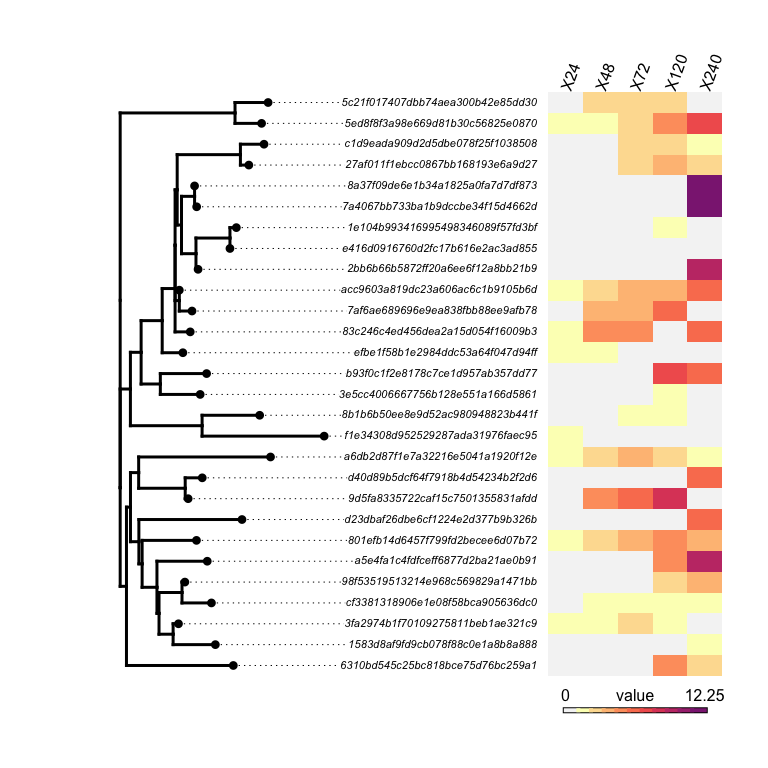 X24 X48 X72 X120 X240
5c21f017407dbb74aea300b42e85dd30
5ed8f8f3a98e669d81b30c56825e0870
c1d9eada909d2d5dbe078f25f1038508
27af011f1ebcc0867bb168193e6a9d27
8a37f09de6e1b34a1825a0fa7d7df873
7a4067bb733ba1b9dccbe34f15d4662d
1e104b993416995498346089f57fd3bf
e416d0916760d2fc17b616e2ac3ad855
2bb6b66b5872ff20a6ee6f12a8bb21b9
acc9603a819dc23a606ac6c1b9105b6d
7af6ae689696e9ea838fbb88ee9afb78
83c246c4ed456dea2a15d054f16009b3
efbe1f58b1e2984ddc53a64f047d94ff
b93f0c1f2e8178c7ce1d957ab357dd77
3e5cc4006667756b128e551a166d5861
8b1b6b50ee8e9d52ac980948823b441f
f1e34308d952529287ada31976faec95
a6db2d87f1e7a32216e5041a1920f12e
d40d89b5dcf64f7918b4d54234b2f2d6
9d5fa8335722caf15c7501355831afdd
d23dbaf26dbe6cf1224e2d377b9b326b
801efb14d6457f799fd2becee6d07b72
a5e4fa1c4fdfceff6877d2ba21ae0b91
98f53519513214e968c569829a1471bb
cf3381318906e1e08f58bca905636dc0
3fa2974b1f70109275811beb1ae321c9
1583d8af9fd9cb078f88c0e1a8b8a888
6310bd545c25bc818bce75d76bc259a1
0 value 12.25